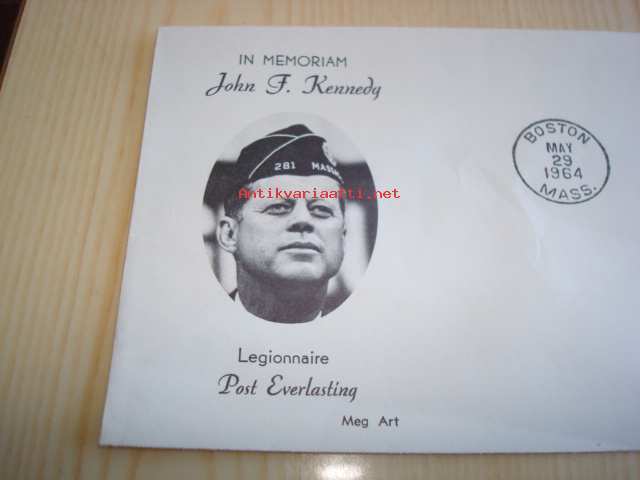 IN MEMORIAM
John F. Kennedy
281 MASS
Antikvariaatti.net
Legionnaire
Post Everlasting
Meg Art
BOSTON
MAY
29
1964
MASS.